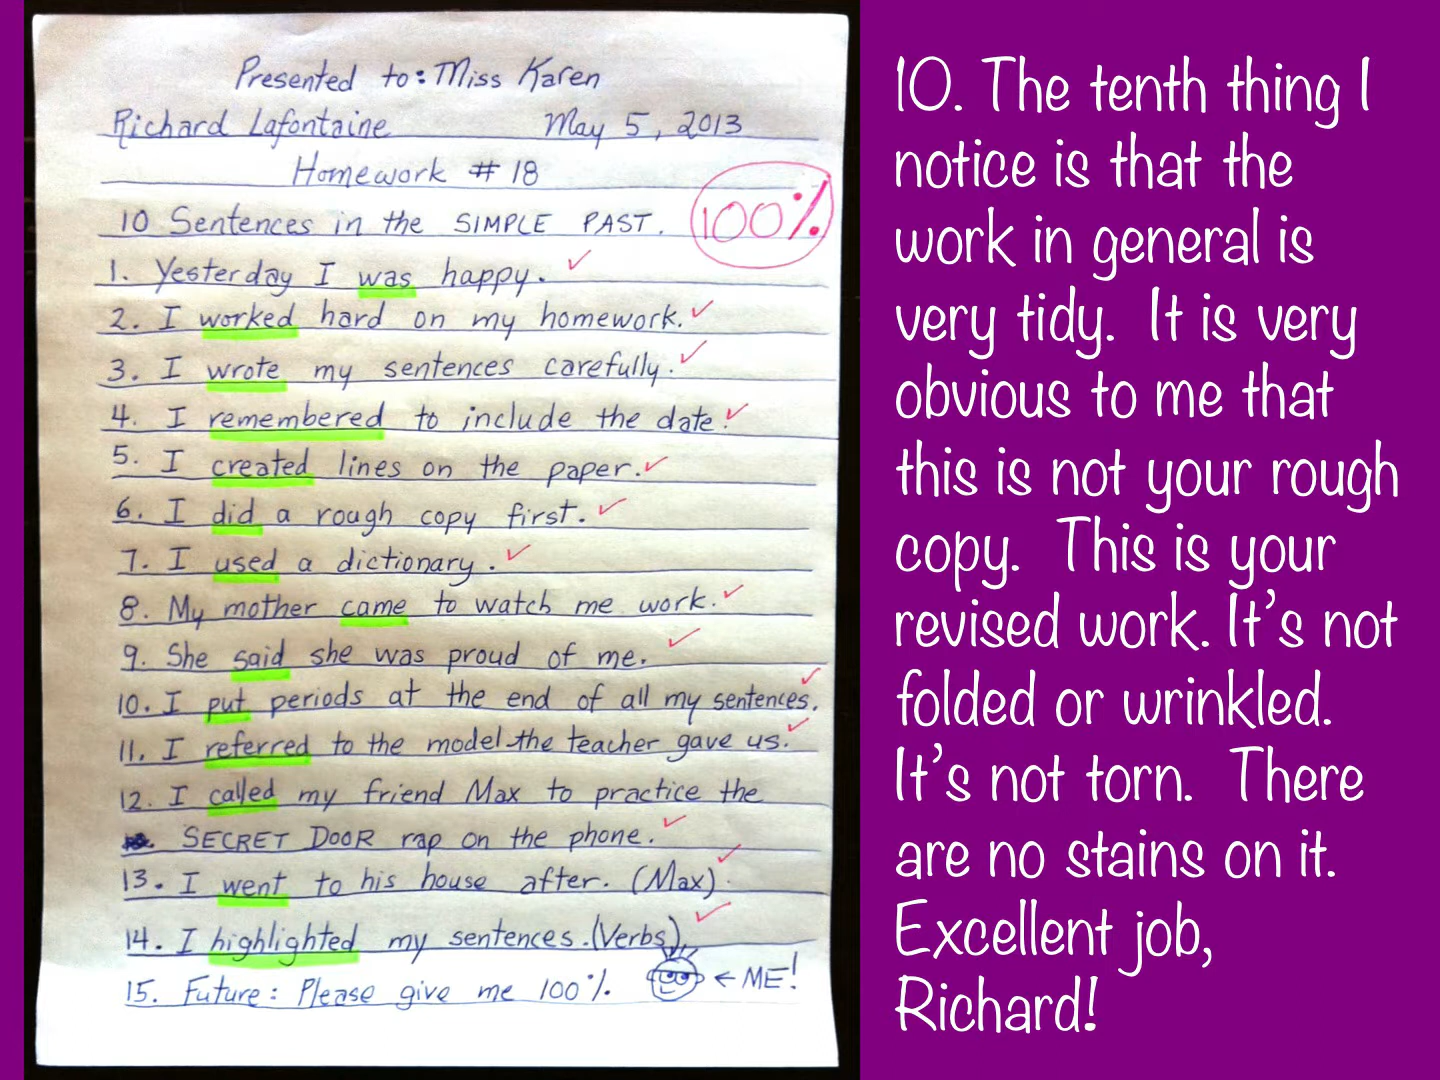 Presented to: Miss Karen
Richard Lafontaine May 5, 2013
Homework # 18
10 Sentences in the SIMPLE PAST.
100%
1. Yesterday I was happy.
2. I worked hard on my homework.
3. I wrote my sentences carefully.
4. I remembered to include the date.
5. I created lines on the paper.
6. I did a rough copy first.
7. I used a dictionary.
8. My mother came to watch me work.
9. She said she was proud of me.
10. I put periods at the end of all my sentences.
11. I referred to the model the teacher gave us.
12. I called my friend Max to practice the
SECRET DOOR rap on the phone.
13. I went to his house after. (Max)
14. I highlighted my sentences. (Verbs)
15. Future: Please give me 100%. ← ME!
10. The tenth thing I
notice is that the
work in general is
very tidy. It is very
obvious to me that
this is not your rough
copy. This is your
revised work. It's not
folded or wrinkled.
It's not torn. There
are no stains on it.
Excellent job,
Richard!